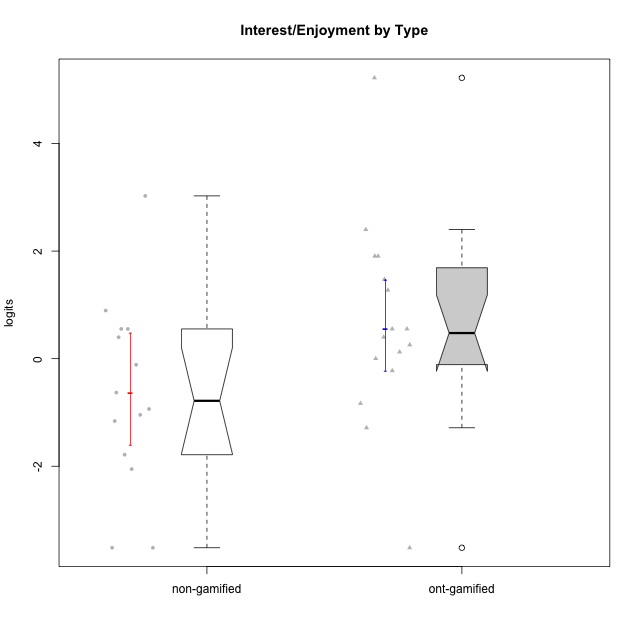 Interest/Enjoyment by Type
logits
4
2
0
-2
non-gamified
ont-gamified